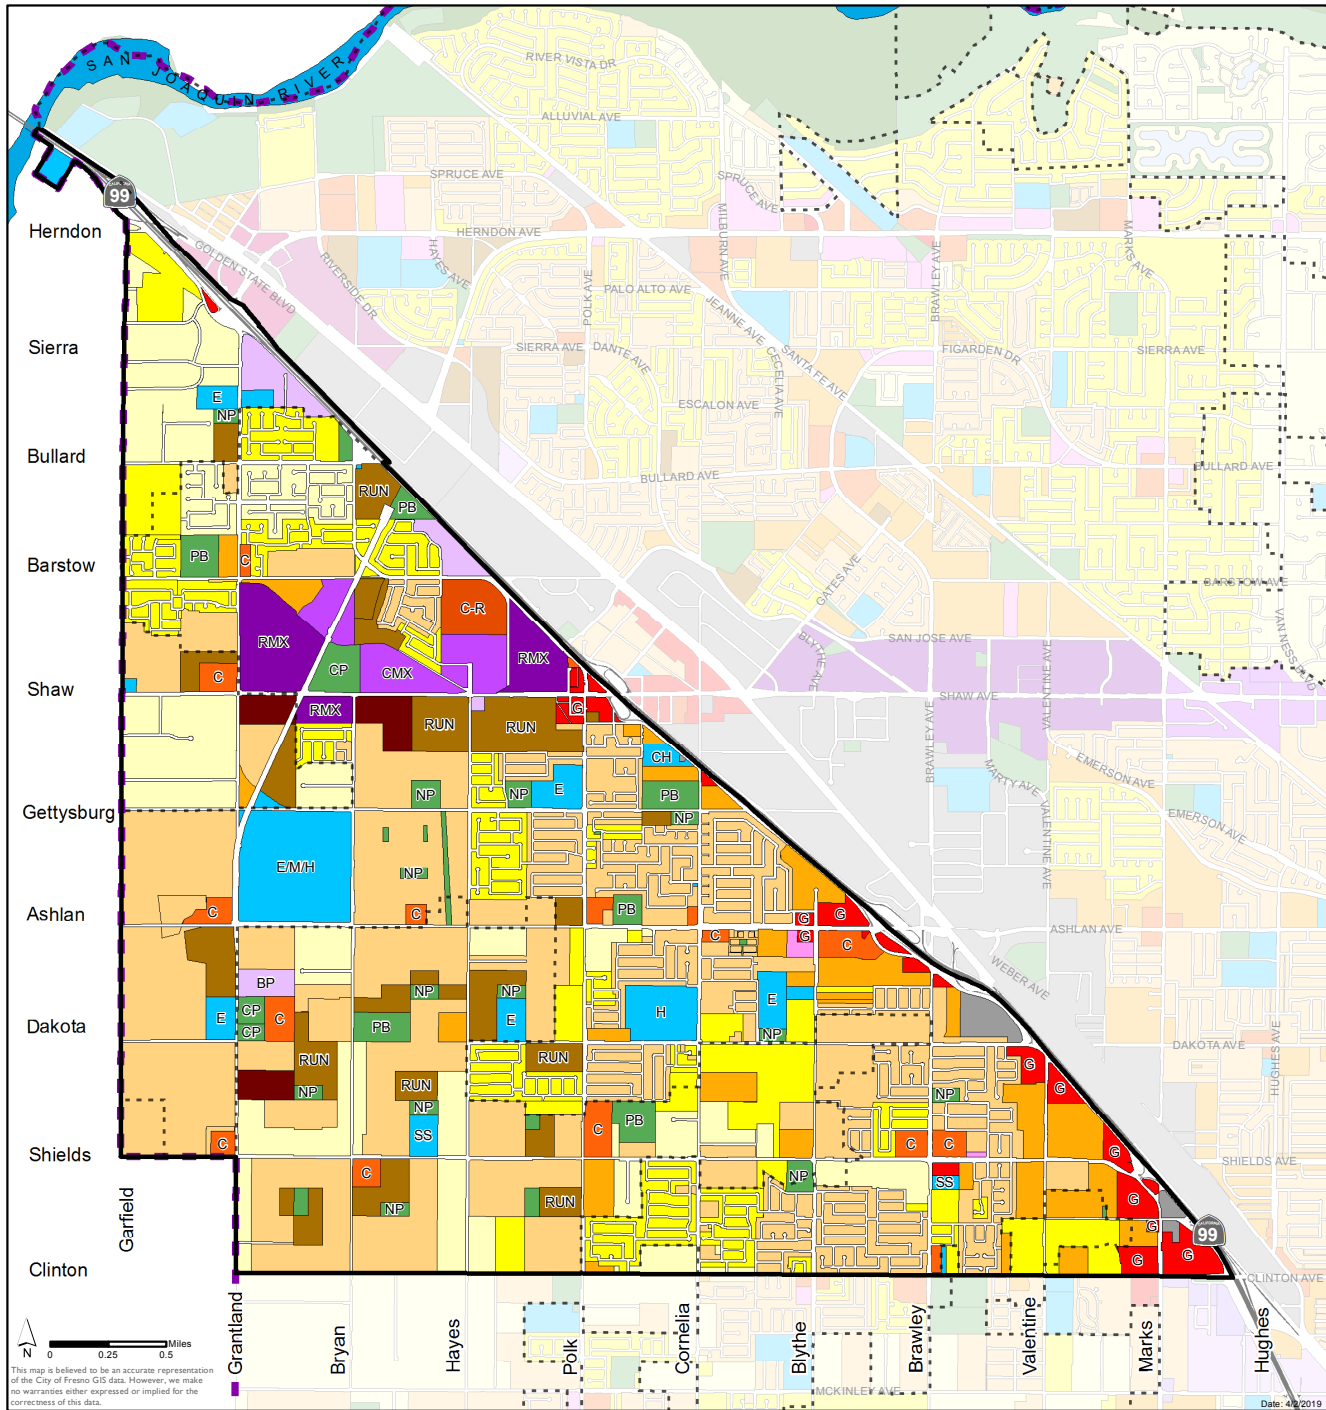 SAN JOAQUIN RIVER
RIVER VISTA DR
ALLUVIAL AVE
SPRUCE AVE
SPRUCE AVE
CALIFORNIA
99
Herndon
HERNDON AVE
MILBURN AVE
MARKS AVE
HAYES AVE
GOLDEN STATE BLVD
RIVERSIDE DR
POLK AVE
PALO ALTO AVE
JEANNE AVE
BRAWLEY AVE
Sierra
SIERRA AVE
DANTE AVE
CECELIA AVE
SANTA FE AVE
FIGARDEN DR
SIERRA AVE
E
NP
ESCALON AVE
Bullard
BULLARD AVE
BULLARD AVE
RUN
PB
Barstow
PB
C
GATES AVE
BARSTOW AVE
C-R
RMX
SAN JOSE AVE
BLYTHE AVE
VALENTINE AVE
VAN NESS BLVD
RMX
CP
CMX
C
Shaw
SHAW AVE
RMX
RUN
RUN
G
BRAWLEY AVE
CH
EMERSON AVE
MARTY AVE
NP
NP
E
PB
NP
VALENTINE AVE
EMERSON AVE
Gettysburg
E/M/H
NP
Ashlan
C
C
PB
G
G
ASHLAN AVE
C
G
C
WEBER AVE
BP
NP
NP
E
CP
C
E
E
H
Dakota
CP
PB
NP
DAKOTA AVE
HUGHES AVE
RUN
RUN
G
G
NP
RUN
NP
NP
PB
SS
C
C
C
C
G
Shields
SHIELDS AVE
C
NP
SS
NP
RUN
G
G
CALIFORNIA
99
Garfield
G
G
Clinton
CLINTON AVE
Grantland
Bryan
Hayes
Polk
Cornelia
Blythe
Brawley
Valentine
Marks
Hughes
MCKINLEY AVE
N
0 0.25 0.5 Miles
This map is believed to be an accurate representation
of the City of Fresno GIS data. However, we make
no warranties either expressed or implied for the
correctness of this data.
Date: 4/2/2019